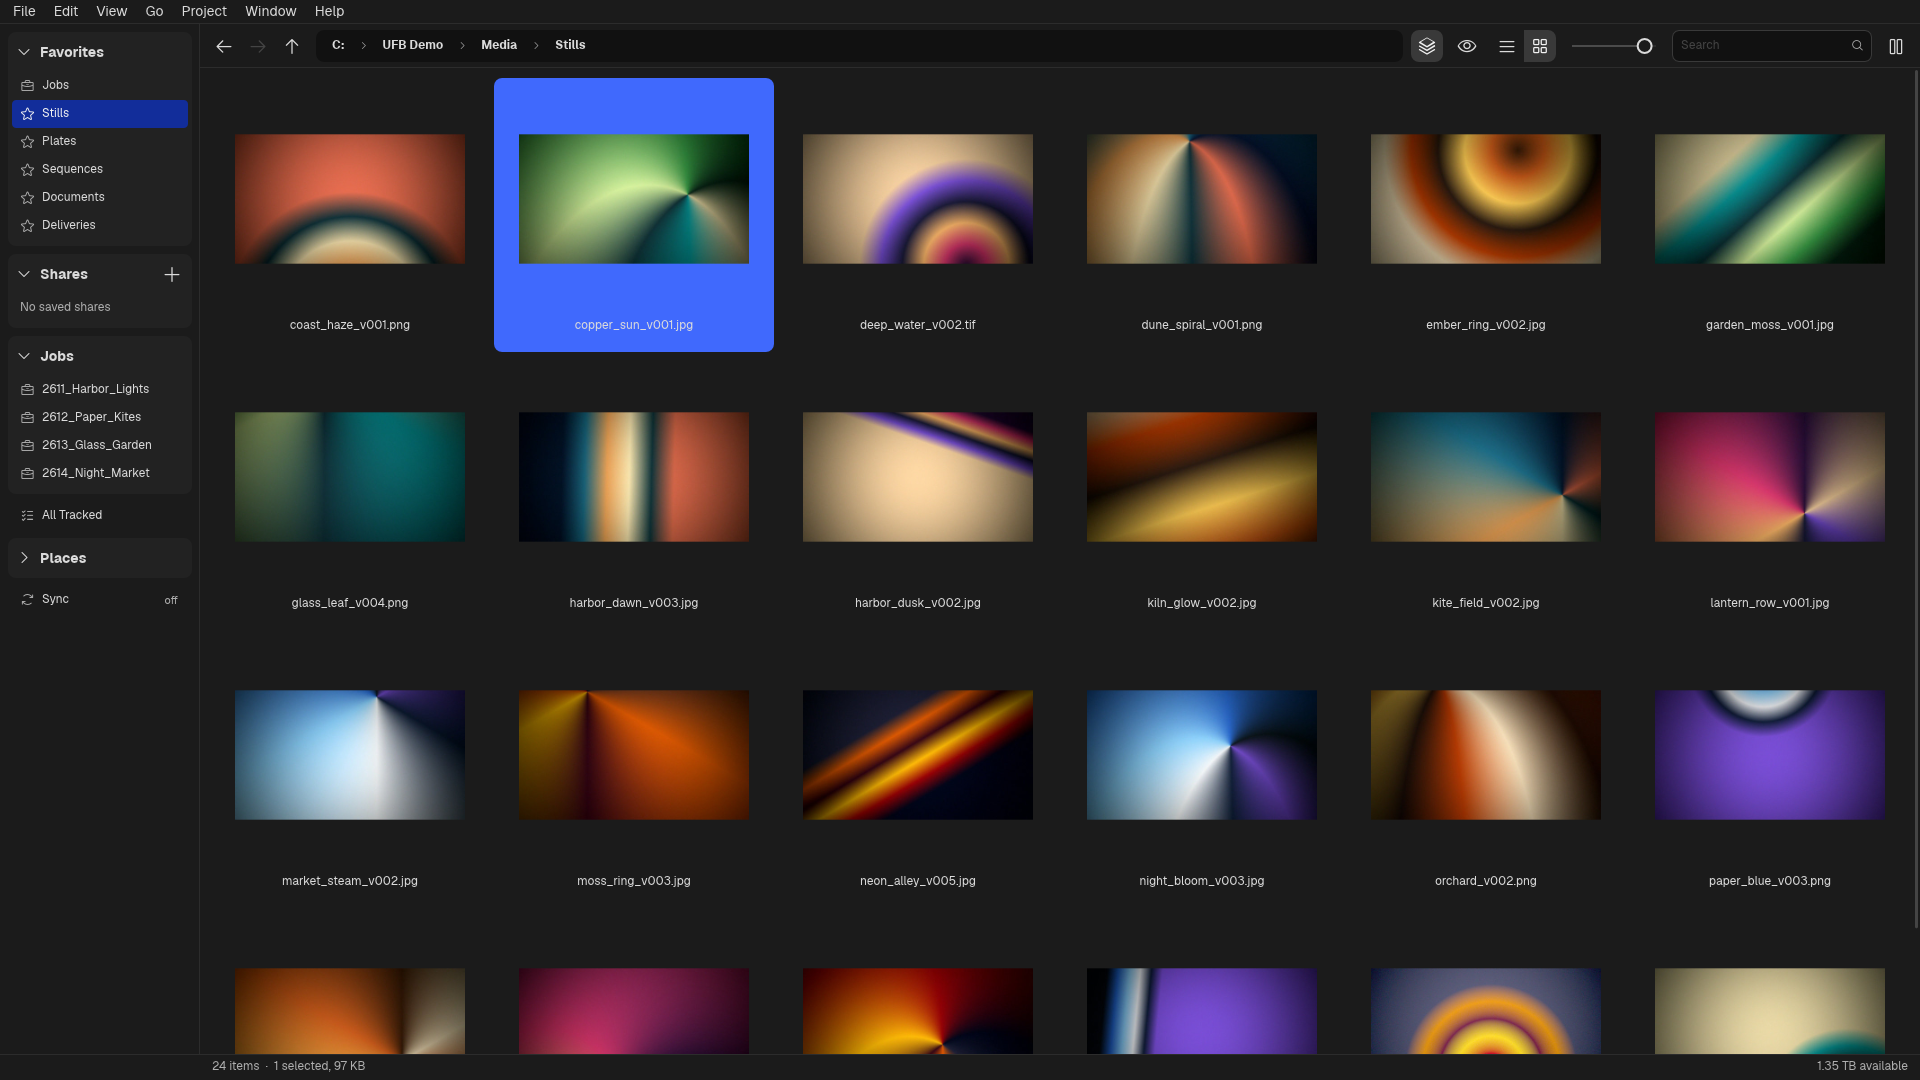 File Edit View Go Project Window Help
Favorites
Jobs
Stills
Plates
Sequences
Documents
Deliveries
Shares
No saved shares
Jobs
2611_Harbor_Lights
2612_Paper_Kites
2613_Glass_Garden
2614_Night_Market
All Tracked
Places
Sync off
C: UFB Demo Media Stills
Search
coast_haze_v001.png copper_sun_v001.jpg deep_water_v002.tif dune_spiral_v001.png ember_ring_v002.jpg garden_moss_v001.jpg
glass_leaf_v004.png harbor_dawn_v003.jpg harbor_dusk_v002.jpg kiln_glow_v002.jpg kite_field_v002.jpg lantern_row_v001.jpg
market_steam_v002.jpg moss_ring_v003.jpg neon_alley_v005.jpg night_bloom_v003.jpg orchard_v002.png paper_blue_v003.png
24 items · 1 selected, 97 KB
1.35 TB available